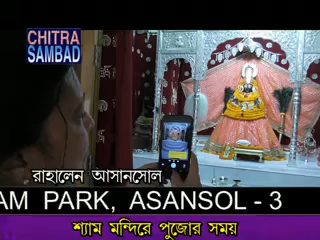 CHITRA
SAMBAD
রাহালেন আসানসোল
AM PARK, ASANSOL - 3
শ্যাম মন্দিরে পুজোর সময়